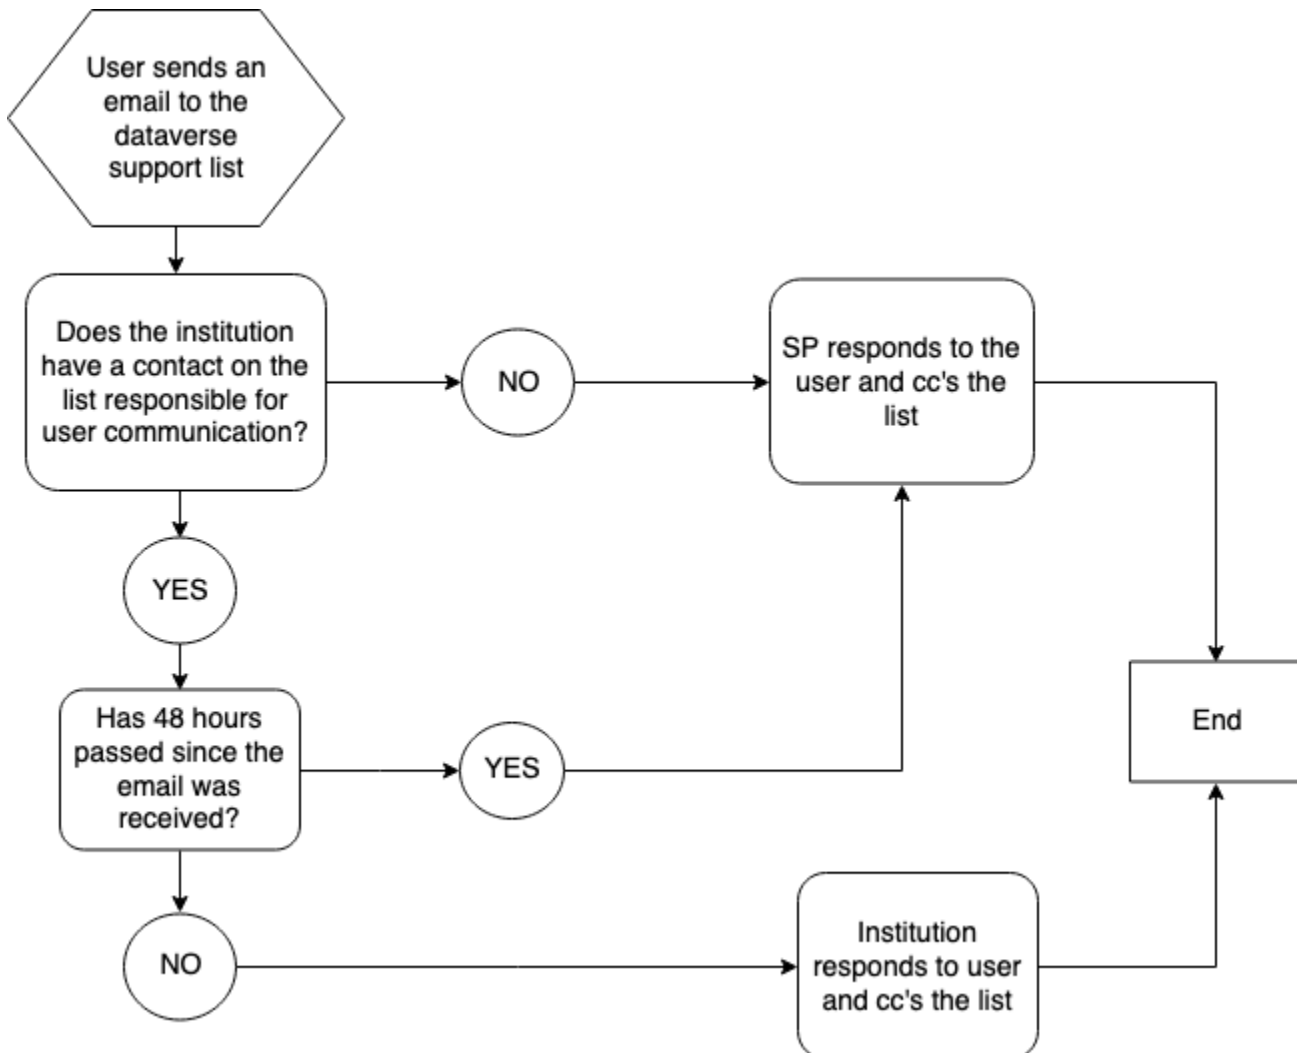 User sends an
email to the
dataverse
support list
Does the institution
have a contact on the
list responsible for
user communication?
NO
SP responds to the
user and cc's the
list
YES
Has 48 hours
passed since the
email was
received?
YES
End
NO
Institution
responds to user
and cc's the list